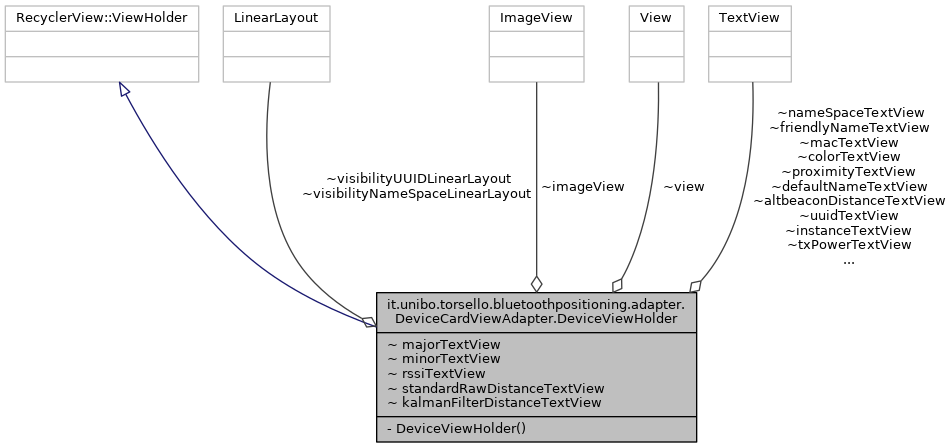 RecyclerView::ViewHolder
LinearLayout
ImageView
View
TextView
~nameSpaceTextView
~friendlyNameTextView
~macTextView
~colorTextView
~proximityTextView
~defaultNameTextView
~altbeaconDistanceTextView
~uuidTextView
~instanceTextView
~txPowerTextView
...
~visibilityUUIDLinearLayout
~visibilityNameSpaceLinearLayout
~imageView
~view
it.unibo.torsello.bluetoothpositioning.adapter.
DeviceCardViewAdapter.DeviceViewHolder
~ majorTextView
~ minorTextView
~ rssiTextView
~ standardRawDistanceTextView
~ kalmanFilterDistanceTextView
- DeviceViewHolder()